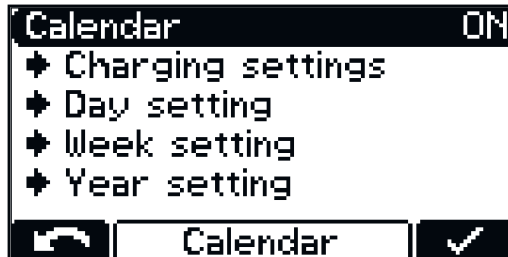 Calendar ON
Charging settings
Day setting
Week setting
Year setting
Calendar